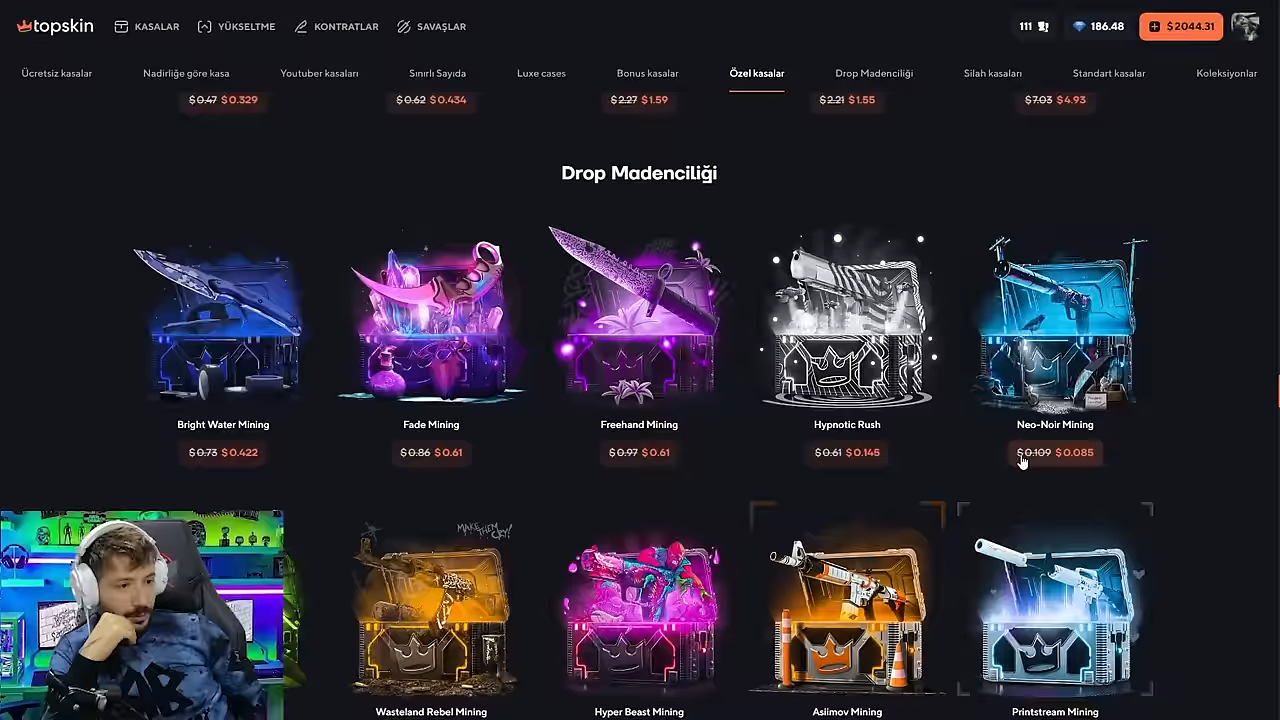 topskin KASALAR YÜKSELTME KONTRATLAR SAVAŞLAR 111 186.48 $2044.31
Ücretsiz kasalar Nadirliğe göre kasa Youtuber kasaları Sınırlı Sayıda Luxe cases Bonus kasalar Özel kasalar Drop Madenciliği Silah kasaları Standart kasalar Koleksiyonlar
$0.47 $0.329 $0.62 $0.434 $2.27 $1.59 $2.21 $1.55 $7.03 $4.93
Drop Madenciliği
Bright Water Mining Fade Mining Freehand Mining Hypnotic Rush Neo-Noir Mining
$0.73 $0.422 $0.86 $0.61 $0.97 $0.61 $0.61 $0.145 $0.109 $0.085
MAKE THEM CRY!
Wasteland Rebel Mining Hyper Beast Mining Asiimov Mining Printstream Mining